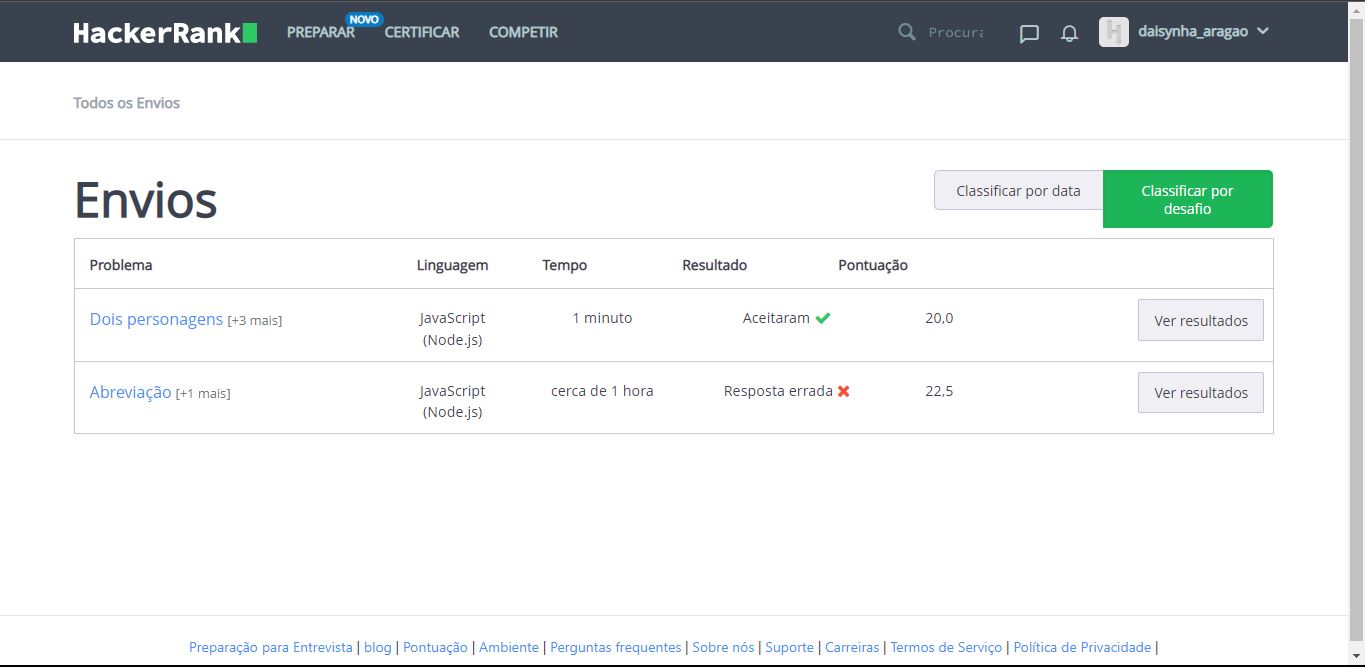 HackerRank PREPARAR NOVO CERTIFICAR COMPETIR daisynha_aragao
Todos os Envios
Envios
Classificar por data
Classificar por
desafio
Problema Linguagem Tempo Resultado Pontuação
Dois personagens [+3 mais] JavaScript 1 minuto Aceitaram 20,0 Ver resultados
(Node.js)
Abreviação [+1 mais] JavaScript cerca de 1 hora Resposta errada 22,5 Ver resultados
(Node.js)
Preparação para Entrevista | blog | Pontuação | Ambiente | Perguntas frequentes | Sobre nós | Suporte | Carreiras | Termos de Serviço | Política de Privacidade |